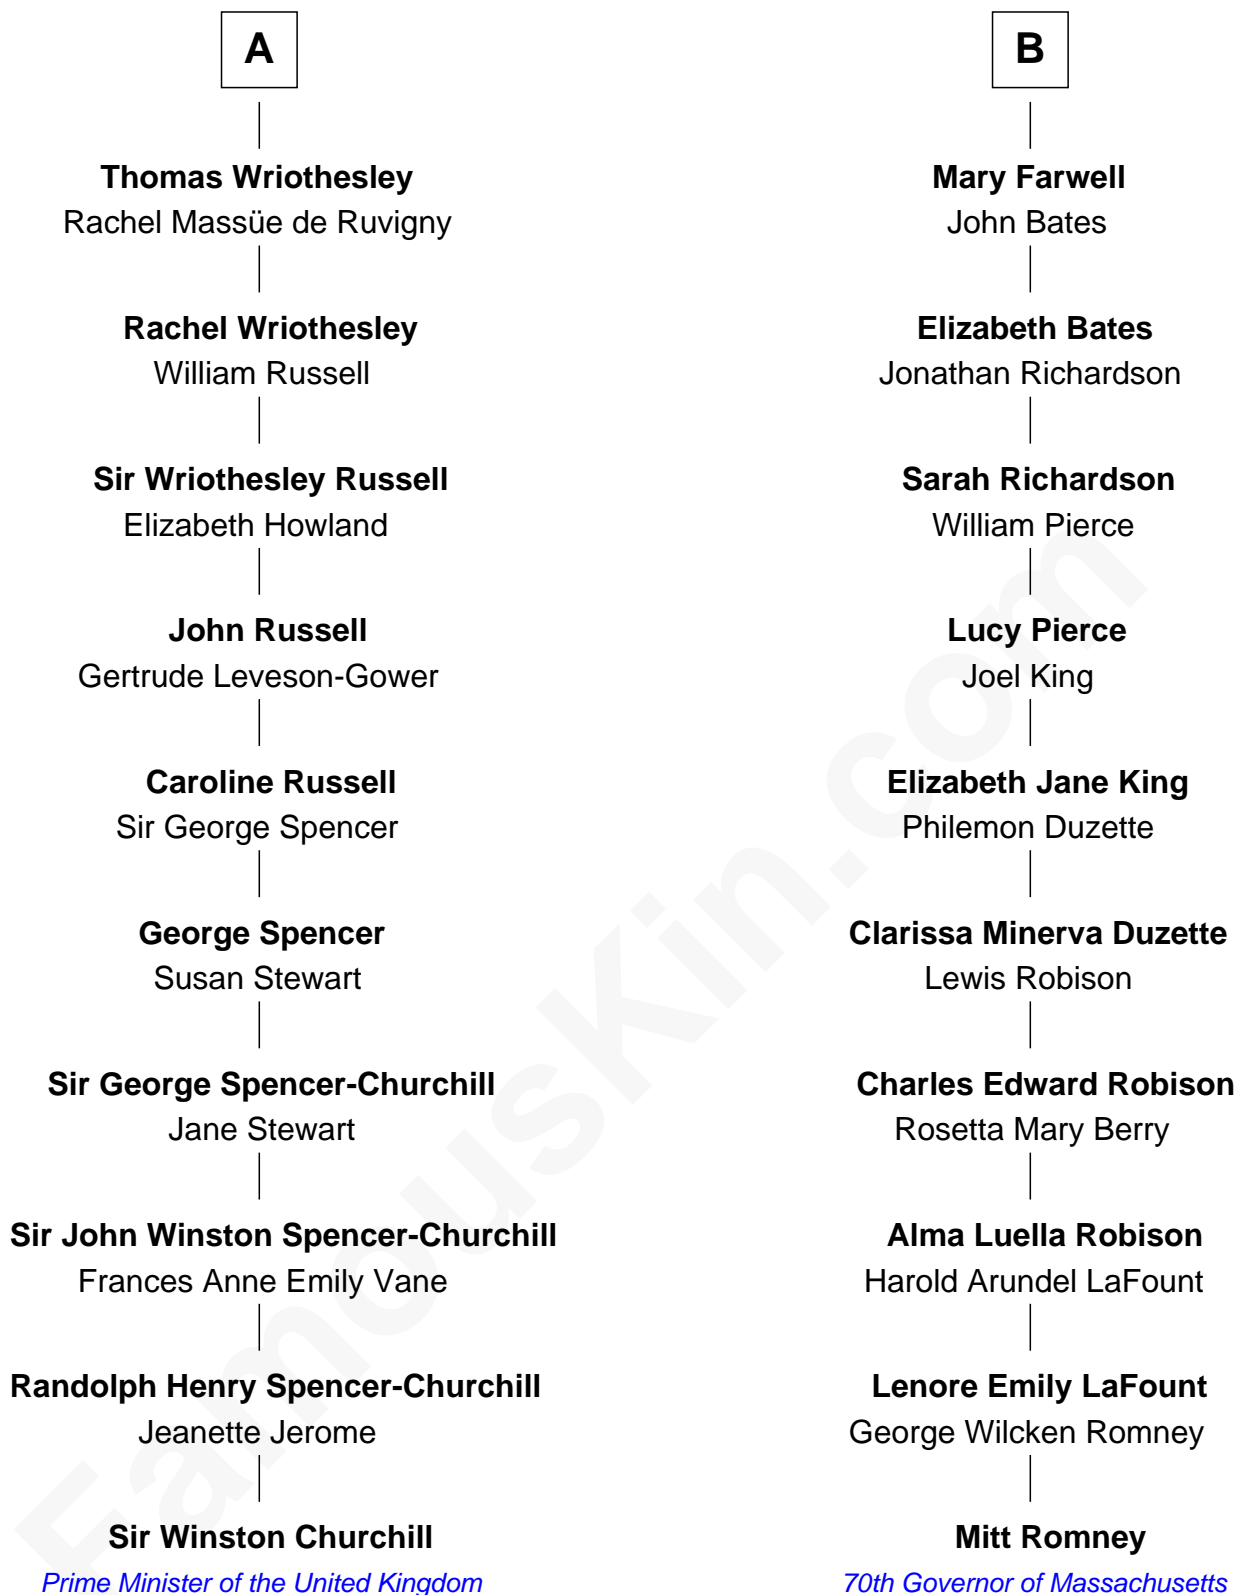 A
Thomas Wriothesley
Rachel Massüe de Ruvigny
Rachel Wriothesley
William Russell
Sir Wriothesley Russell
Elizabeth Howland
John Russell
Gertrude Leveson-Gower
Caroline Russell
Sir George Spencer
George Spencer
Susan Stewart
Sir George Spencer-Churchill
Jane Stewart
Sir John Winston Spencer-Churchill
Frances Anne Emily Vane
Randolph Henry Spencer-Churchill
Jeanette Jerome
Sir Winston Churchill
Prime Minister of the United Kingdom
B
Mary Farwell
John Bates
Elizabeth Bates
Jonathan Richardson
Sarah Richardson
William Pierce
Lucy Pierce
Joel King
Elizabeth Jane King
Philemon Duzette
Clarissa Minerva Duzette
Lewis Robison
Charles Edward Robison
Rosetta Mary Berry
Alma Luella Robison
Harold Arundel LaFount
Lenore Emily LaFount
George Wilcken Romney
Mitt Romney
70th Governor of Massachusetts
FamousKin.com